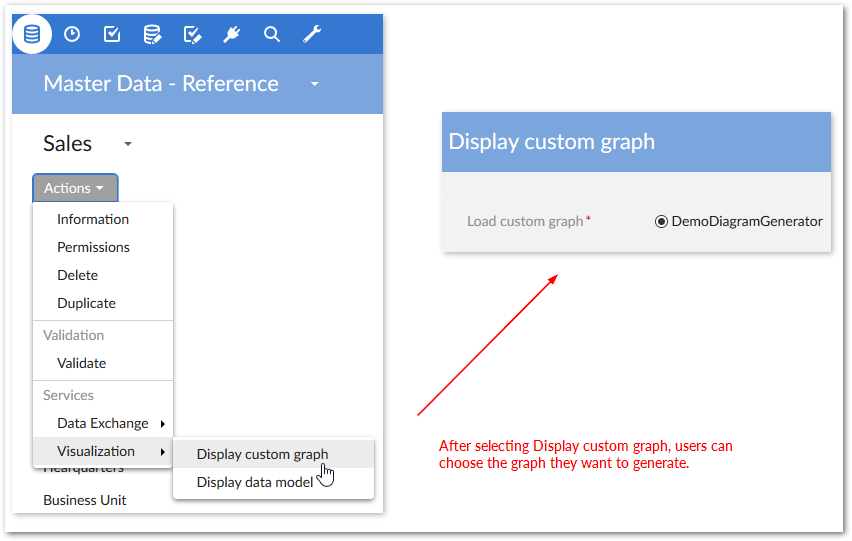 Master Data - Reference
Sales
Actions
Information
Permissions
Delete
Duplicate
Validation
Validate
Services
Data Exchange
Visualization
Display custom graph
Display data model
Headquarters
Business Unit
Display custom graph
Load custom graph* DemoDiagramGenerator
After selecting Display custom graph, users can
choose the graph they want to generate.